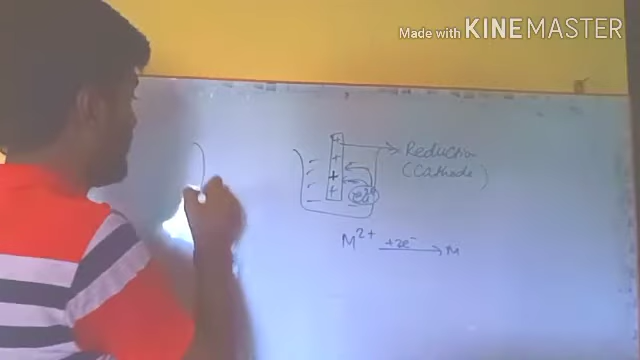 Made with KINEMASTER
Reduction
(Cathode)
M²⁺ +2e⁻ → M